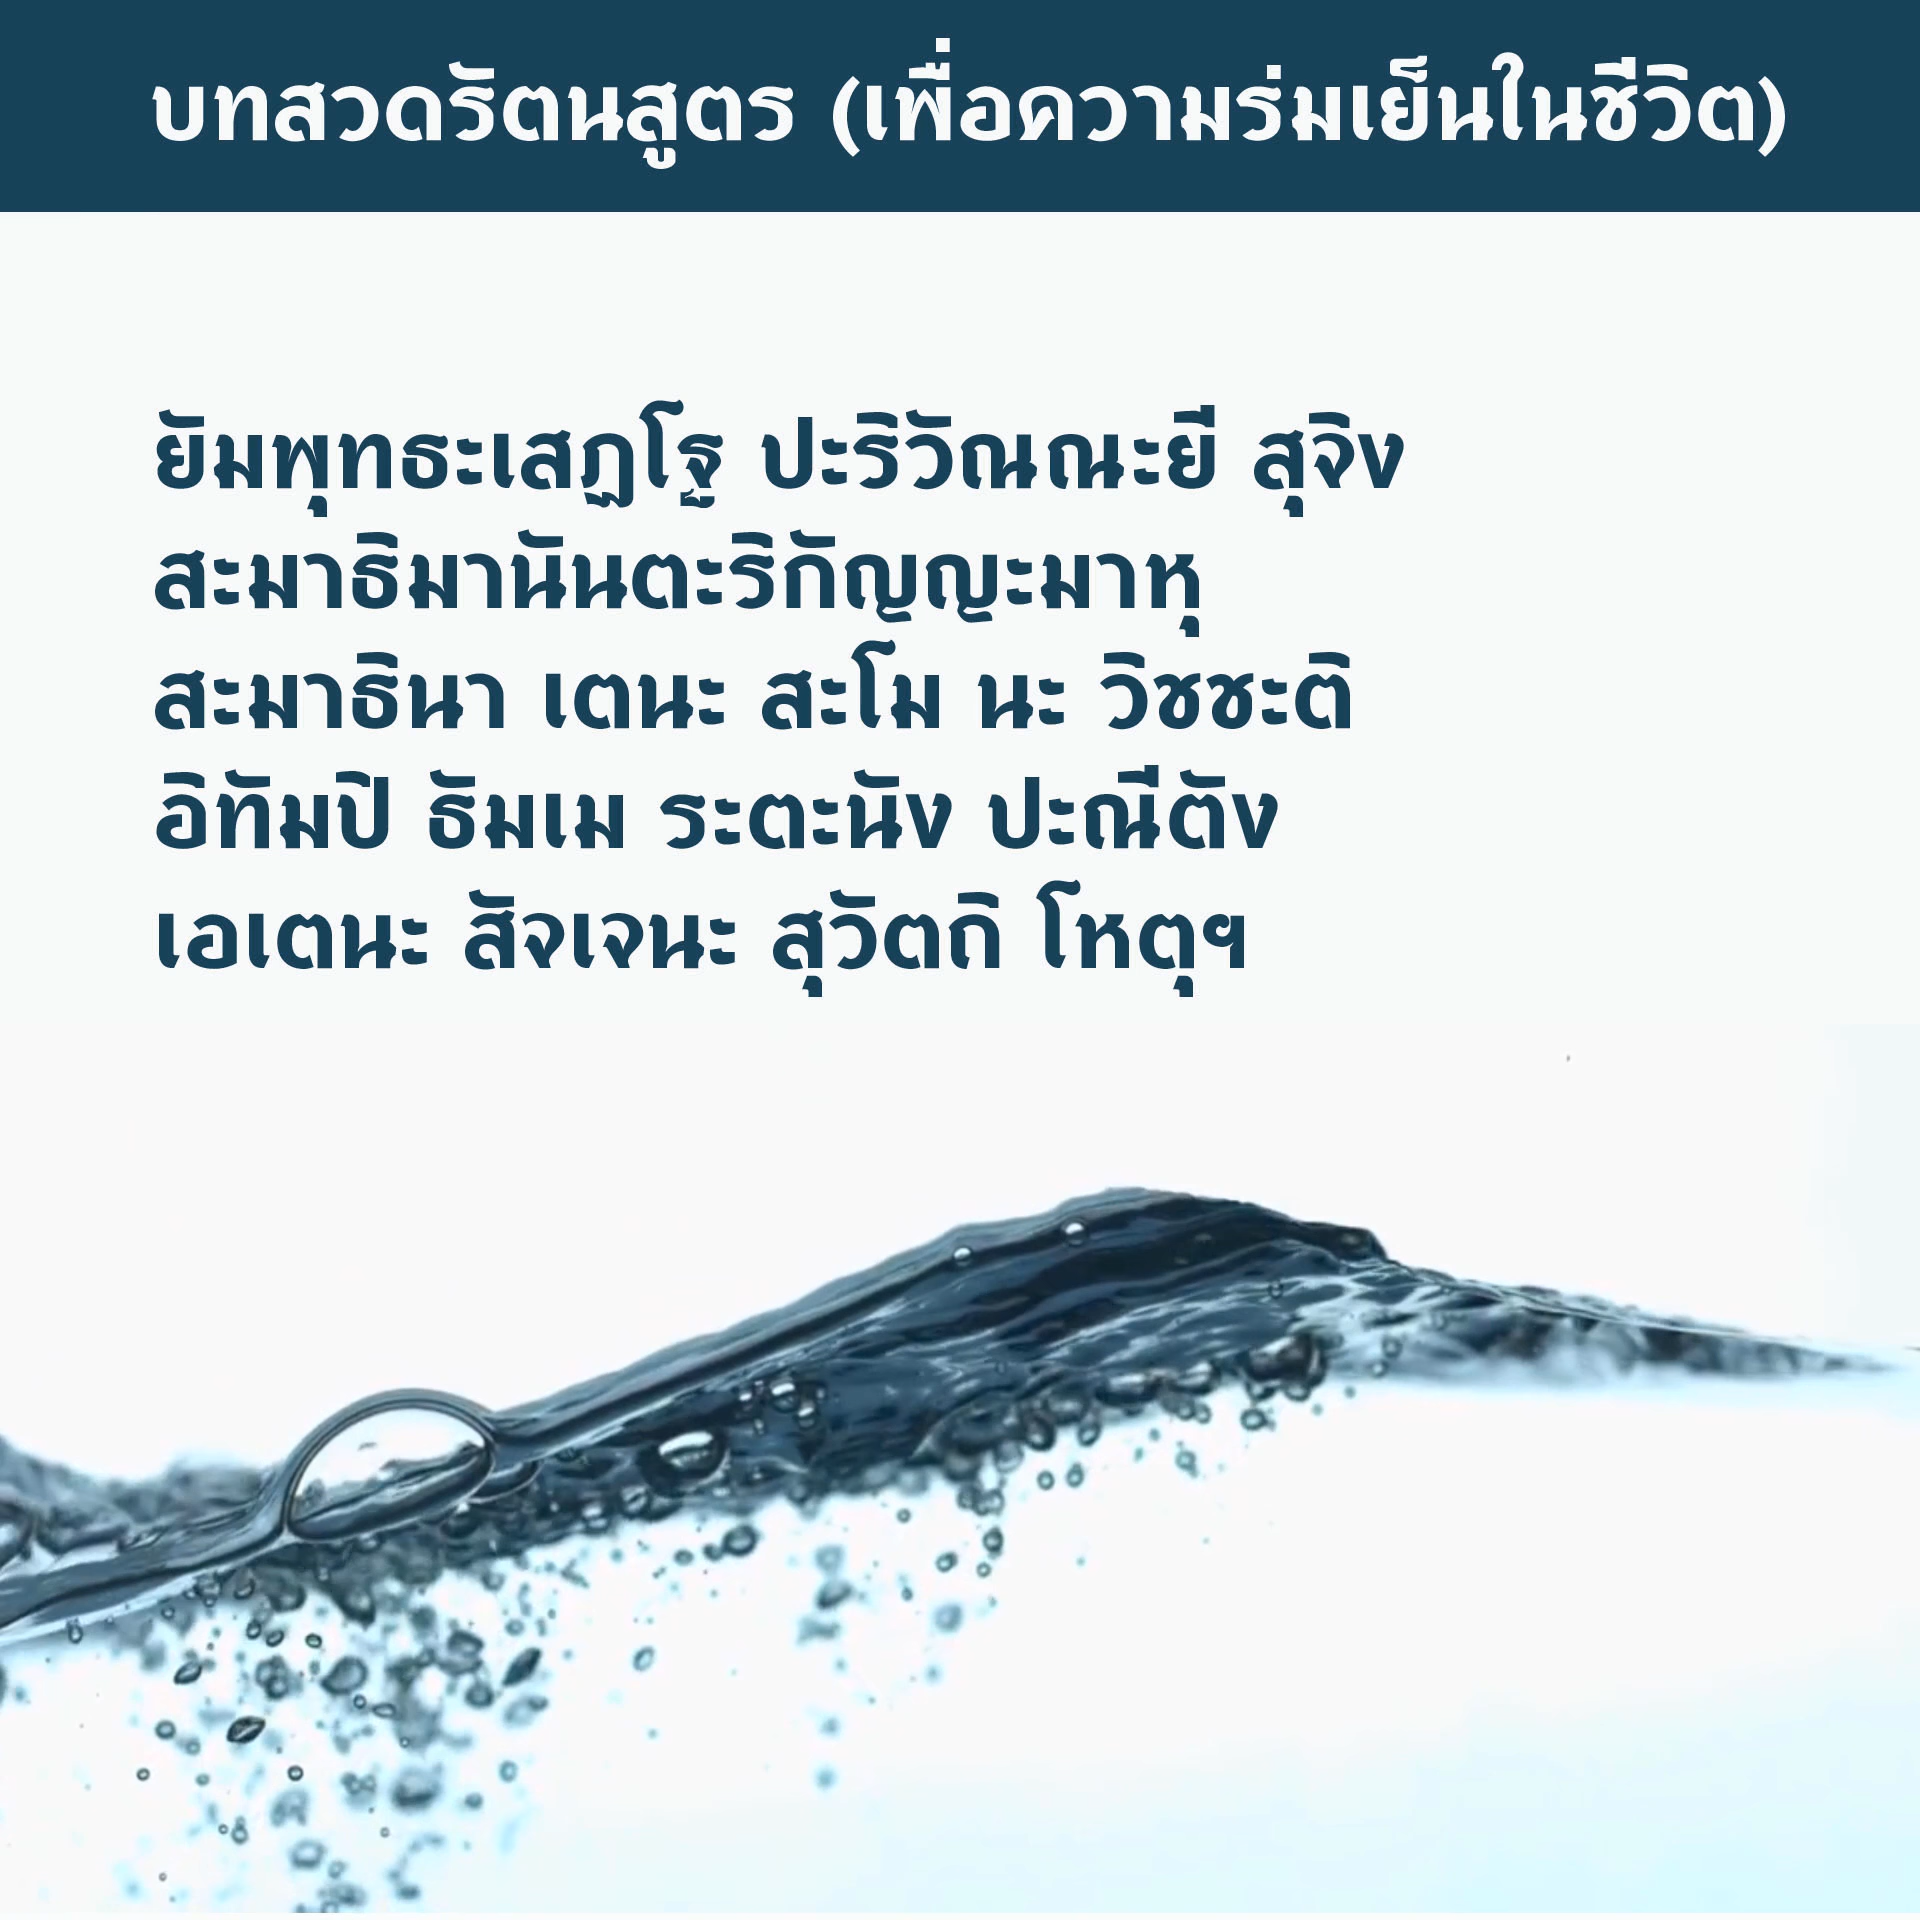 บทสวดรัตนสูตร (เพื่อความร่มเย็นในชีวิต)
ยัมพุทธะเสฏโฐ ปะริวัณณะยี สุจิง
สะมาธิมานันตะริกัญญะมาหุ
สะมาธินา เตนะ สะโม นะ วิชชะติ
อิทัมปิ ธัมเม ระตะนัง ปะณีตัง
เอเตนะ สัจเจนะ สุวัตถิ โหตุฯ